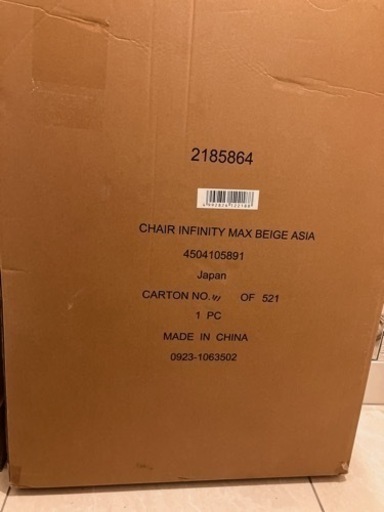 2185864
CHAIR INFINITY MAX BEIGE ASIA
4504105891
Japan
CARTON NO. OF 521
1 PC
MADE IN CHINA
0923-1063502